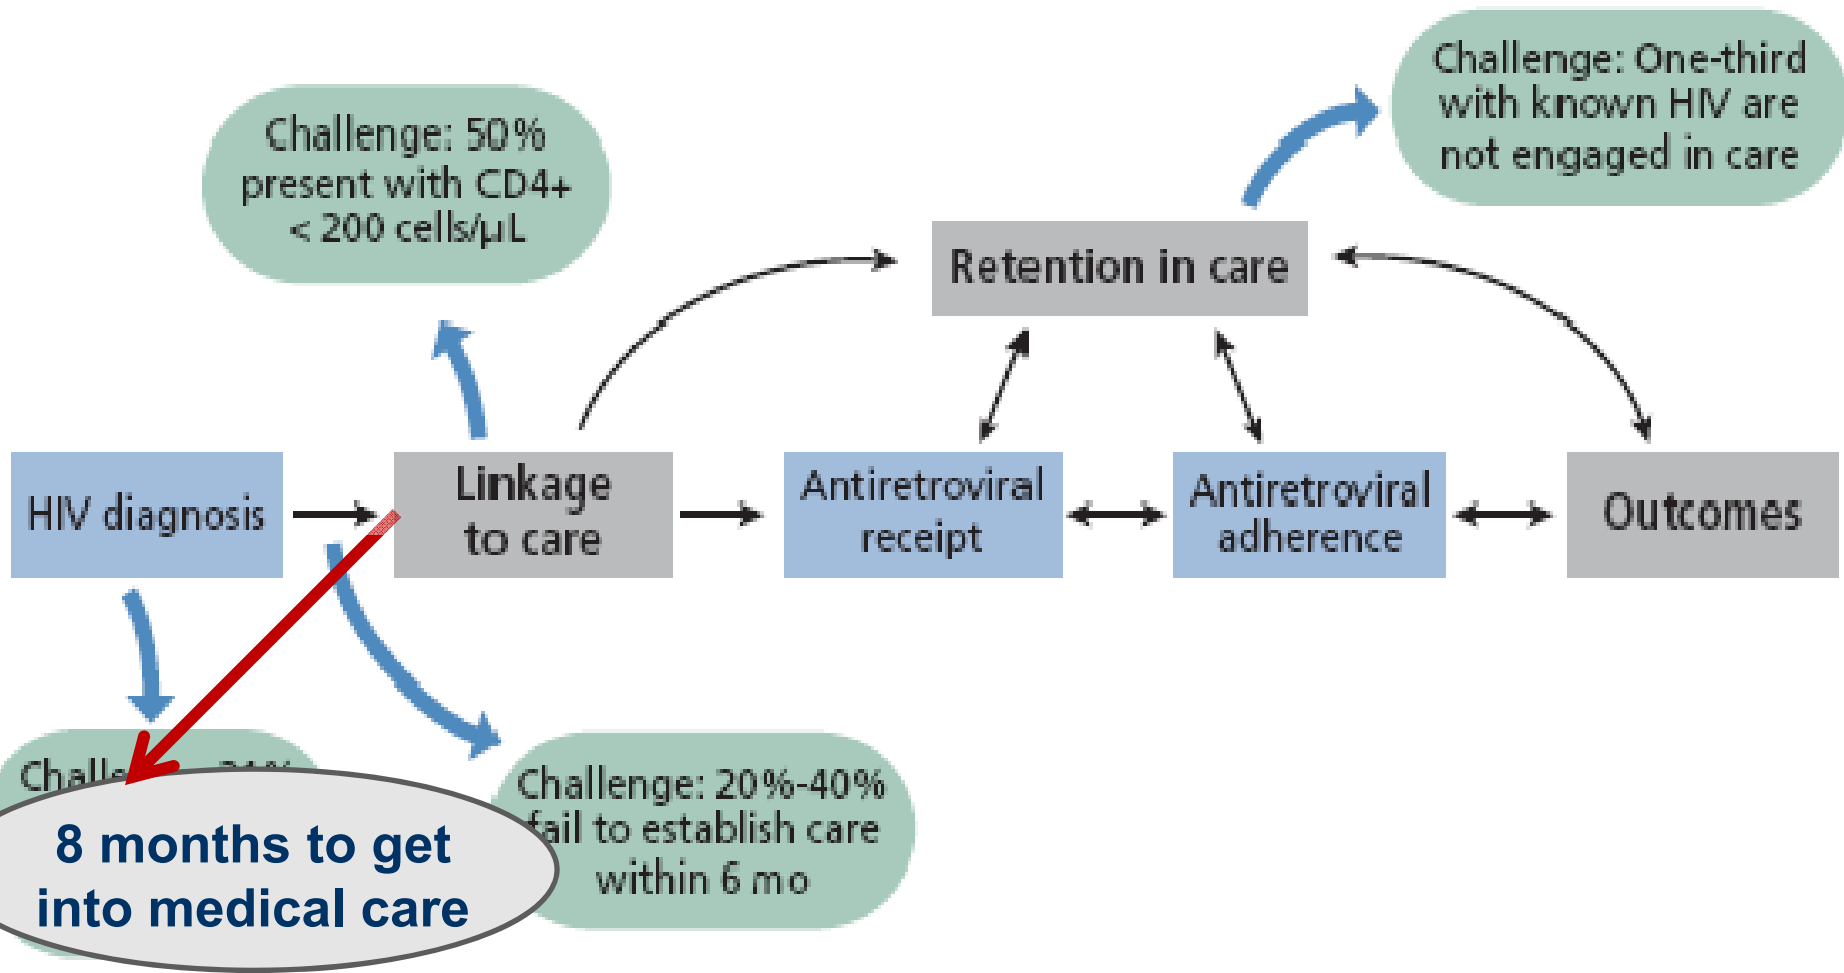 Challenge: One-third
with known HIV are
not engaged in care
Challenge: 50%
present with CD4+
< 200 cells/µL
Retention in care
HIV diagnosis
Linkage
to care
Antiretroviral
receipt
Antiretroviral
adherence
Outcomes
Challenge: 20%-40%
fail to establish care
within 6 mo
8 months to get
into medical care